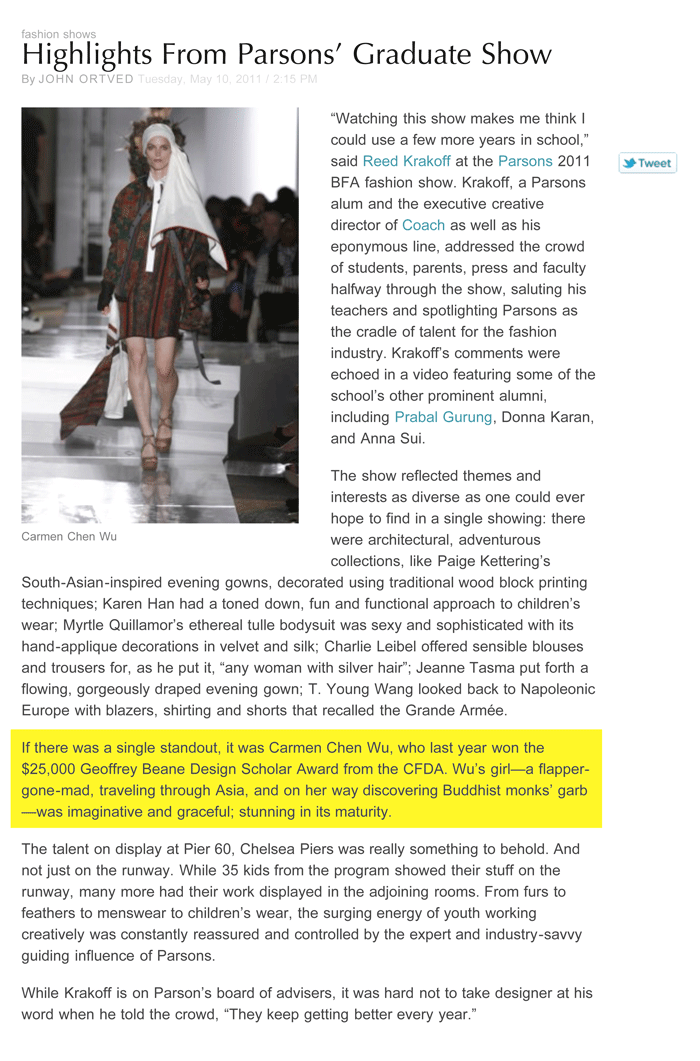 fashion shows
Highlights From Parsons’ Graduate Show
By JOHN ORTVED Tuesday, May 10, 2011 / 2:15 PM
“Watching this show makes me think I
could use a few more years in school,”
said Reed Krakoff at the Parsons 2011
BFA fashion show. Krakoff, a Parsons
alum and the executive creative
director of Coach as well as his
eponymous line, addressed the crowd
of students, parents, press and faculty
halfway through the show, saluting his
teachers and spotlighting Parsons as
the cradle of talent for the fashion
industry. Krakoff’s comments were
echoed in a video featuring some of the
school’s other prominent alumni,
including Prabal Gurung, Donna Karan,
and Anna Sui.
Tweet
Carmen Chen Wu
The show reflected themes and
interests as diverse as one could ever
hope to find in a single showing: there
were architectural, adventurous
collections, like Paige Kettering’s
South-Asian-inspired evening gowns, decorated using traditional wood block printing
techniques; Karen Han had a toned down, fun and functional approach to children’s
wear; Myrtle Quillamor’s ethereal tulle bodysuit was sexy and sophisticated with its
hand-applique decorations in velvet and silk; Charlie Leibel offered sensible blouses
and trousers for, as he put it, “any woman with silver hair”; Jeanne Tasma put forth a
flowing, gorgeously draped evening gown; T. Young Wang looked back to Napoleonic
Europe with blazers, shirting and shorts that recalled the Grande Armée.
If there was a single standout, it was Carmen Chen Wu, who last year won the
$25,000 Geoffrey Beane Design Scholar Award from the CFDA. Wu’s girl—a flapper-
gone-mad, traveling through Asia, and on her way discovering Buddhist monks’ garb
—was imaginative and graceful; stunning in its maturity.
The talent on display at Pier 60, Chelsea Piers was really something to behold. And
not just on the runway. While 35 kids from the program showed their stuff on the
runway, many more had their work displayed in the adjoining rooms. From furs to
feathers to menswear to children’s wear, the surging energy of youth working
creatively was constantly reassured and controlled by the expert and industry-savvy
guiding influence of Parsons.
While Krakoff is on Parson’s board of advisers, it was hard not to take designer at his
word when he told the crowd, “They keep getting better every year.”